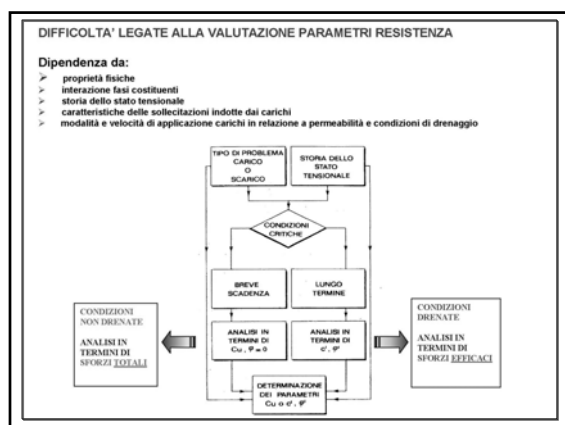 DIFFICOLTA' LEGATE ALLA VALUTAZIONE PARAMETRI RESISTENZA
Dipendenza da:
➢ proprietà fisiche
➢ interazione fasi costituenti
➢ storia dello stato tensionale
➢ caratteristiche delle sollecitazioni indotte dai carichi
➢ modalità e velocità di applicazione carichi in relazione a permeabilità e condizioni di drenaggio
TIPO DI PROBLEMA
CARICO
O
SCARICO
STORIA DELLO
STATO
TENSIONALE
CONDIZIONI
CRITICHE
BREVE
SCADENZA
LUNGO
TERMINE
CONDIZIONI
NON DRENATE
ANALISI IN
TERMINI DI
SFORZI TOTALI
ANALISI IN
TERMINI DI
Cu , φ = 0
ANALISI IN
TERMINI DI
c', φ'
CONDIZIONI
DRENATE
ANALISI IN
TERMINI DI
SFORZI EFFICACI
DETERMINAZIONE
DEI PARAMETRI
Cu o c', φ'